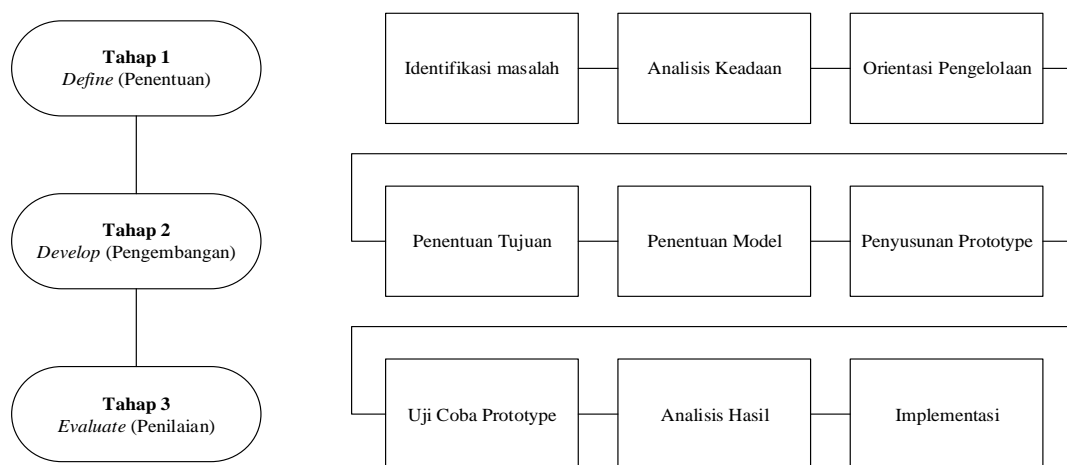 Tahap 1
Define (Penentuan)
Identifikasi masalah
Analisis Keadaan
Orientasi Pengelolaan
Tahap 2
Develop (Pengembangan)
Penentuan Tujuan
Penentuan Model
Penyusunan Prototype
Tahap 3
Evaluate (Penilaian)
Uji Coba Prototype
Analisis Hasil
Implementasi